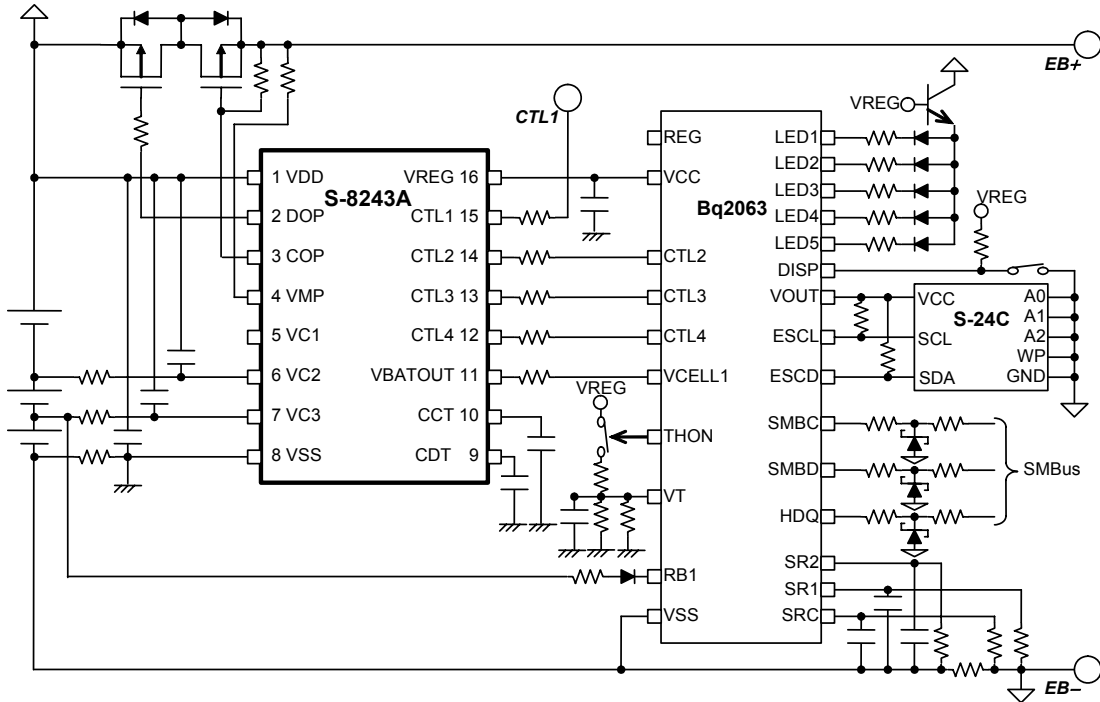 EB+
CTL1
VREG
S-8243A
1 VDD
2 DOP
3 COP
4 VMP
5 VC1
6 VC2
7 VC3
8 VSS
VREG 16
CTL1 15
CTL2 14
CTL3 13
CTL4 12
VBATOUT 11
CCT 10
CDT 9
VREG
Bq2063
REG
VCC
CTL2
CTL3
CTL4
VCELL1
THON
VT
RB1
VSS
LED1
LED2
LED3
LED4
LED5
DISP
VOUT
ESCL
ESCD
SMBC
SMBD
HDQ
SR2
SR1
SRC
VREG
S-24C
VCC
SCL
SDA
A0
A1
A2
WP
GND
SMBus
EB−